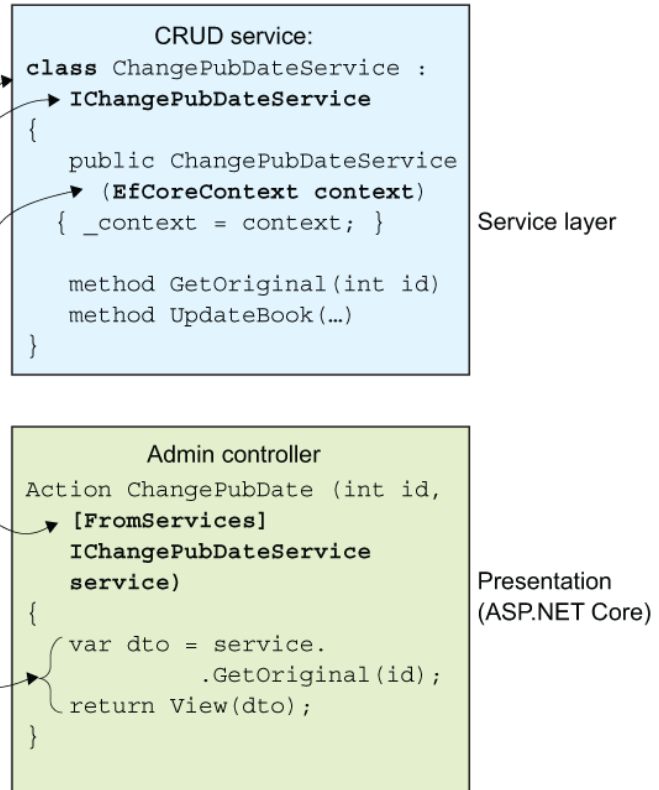 CRUD service:
class ChangePubDateService :
IChangePubDateService
{
public ChangePubDateService
(EfCoreContext context)
{ _context = context; }
Service layer
method GetOriginal(int id)
method UpdateBook(…)
}
Admin controller
Action ChangePubDate (int id,
[FromServices]
IChangePubDateService
service)
Presentation
(ASP.NET Core)
{
var dto = service.
.GetOriginal(id);
return View(dto);
}